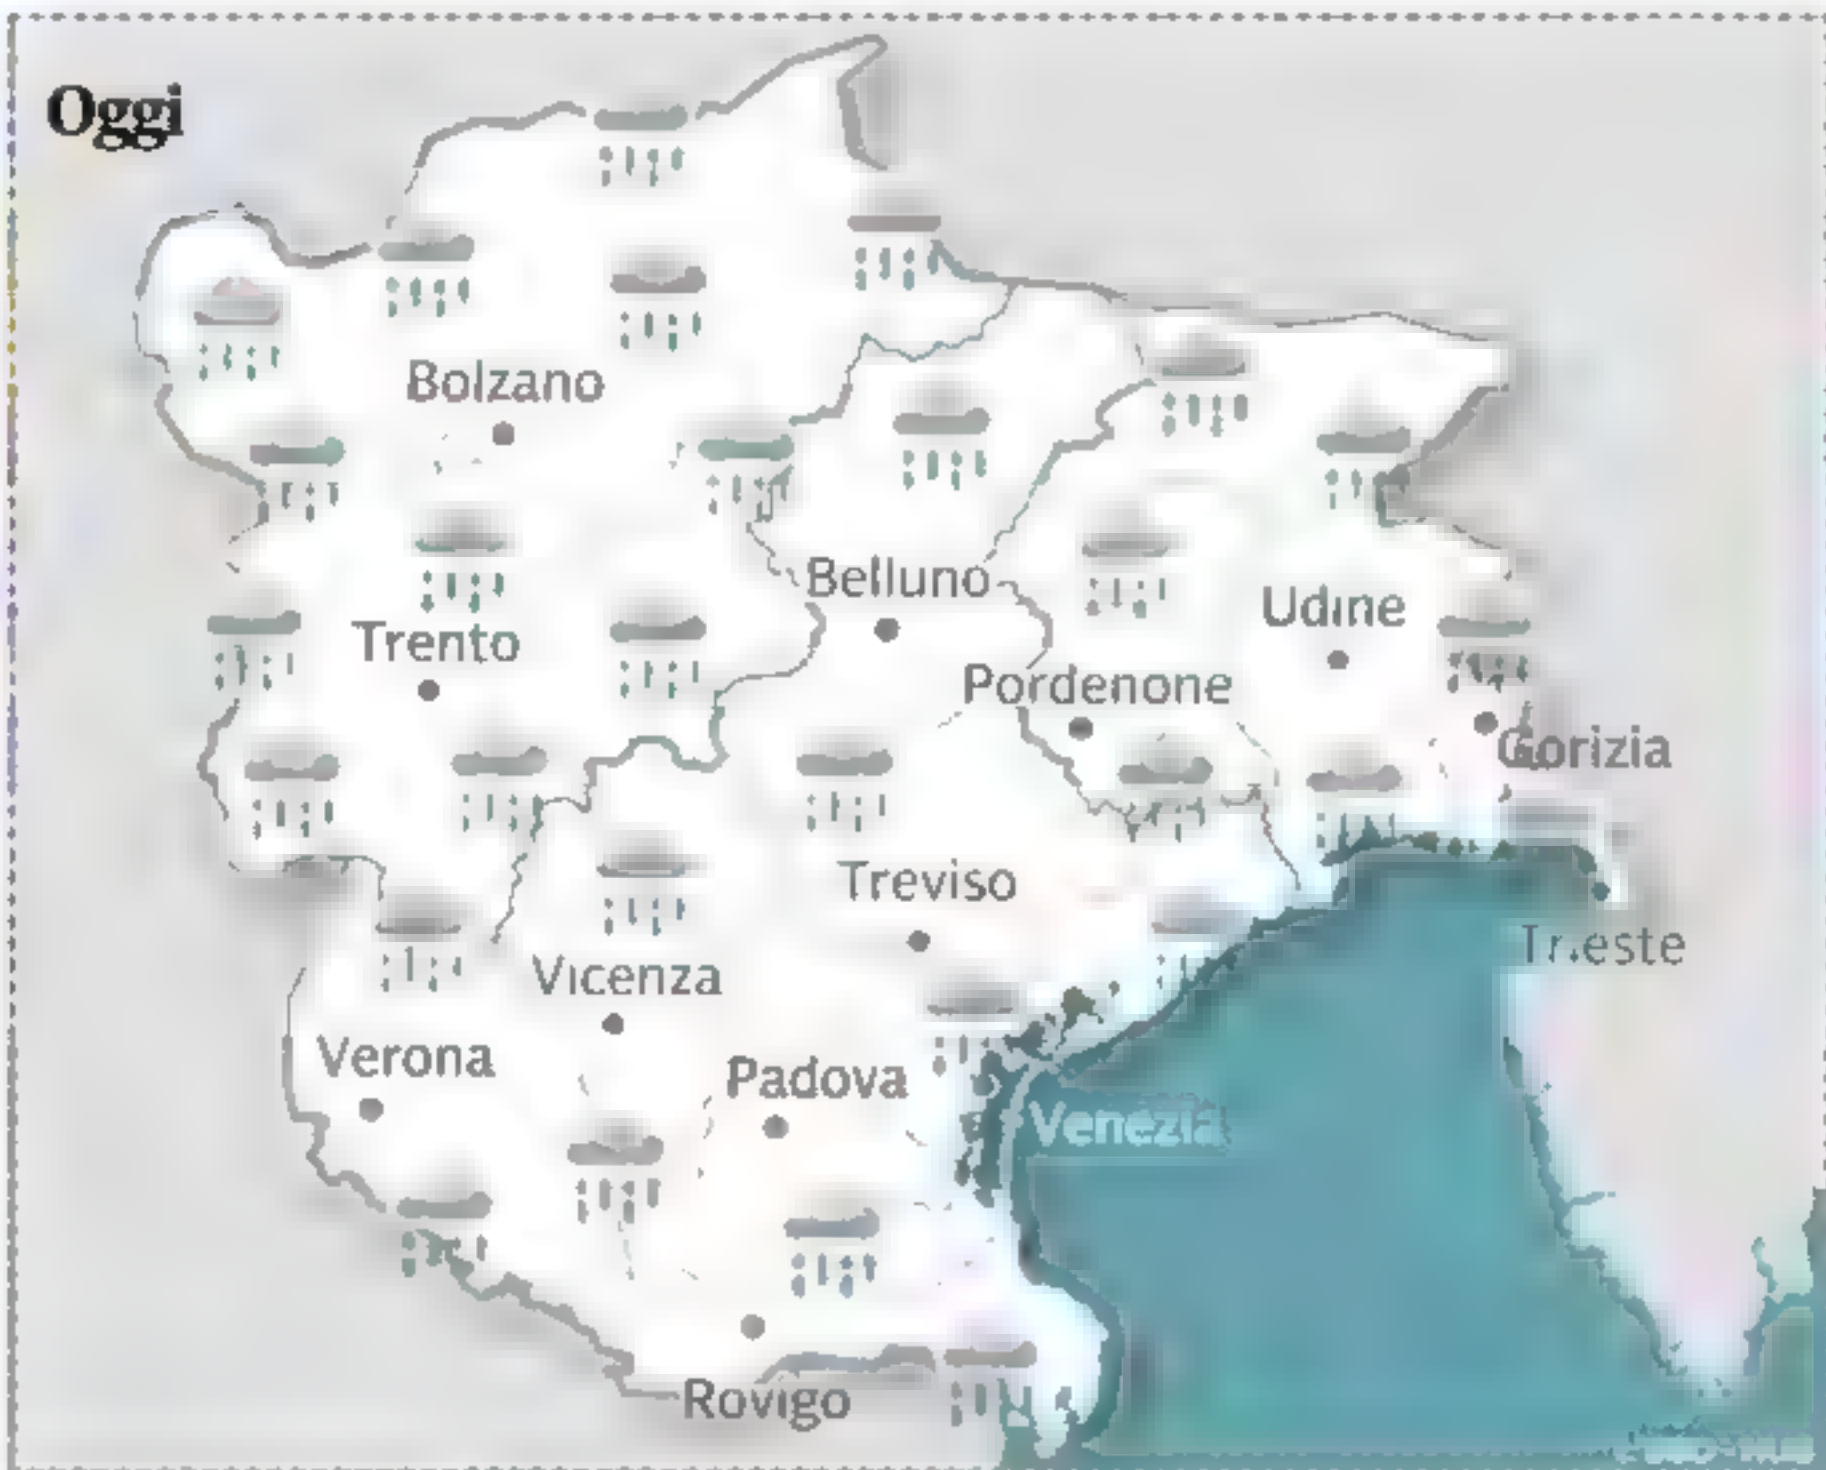 Oggi
Bolzano
Belluno
Udine
Trento
Pordenone
Gorizia
Treviso
Trieste
Vicenza
Verona
Padova
Venezia
Rovigo